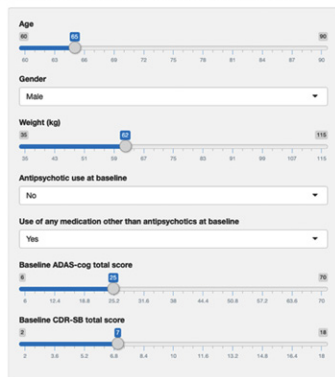 Age
60 65 90
60 63 66 69 72 75 78 81 84 87 90
Gender
Male
Weight (kg)
35 62 115
35 43 51 59 67 75 83 91 99 107 115
Antipsychotic use at baseline
No
Use of any medication other than antipsychotics at baseline
Yes
Baseline ADAS-cog total score
6 25 70
6 12.4 18.8 25.2 31.6 38 44.4 50.8 57.2 63.6 70
Baseline CDR-SB total score
2 7 18
2 3.6 5.2 6.8 8.4 10 11.6 13.2 14.8 16.4 18